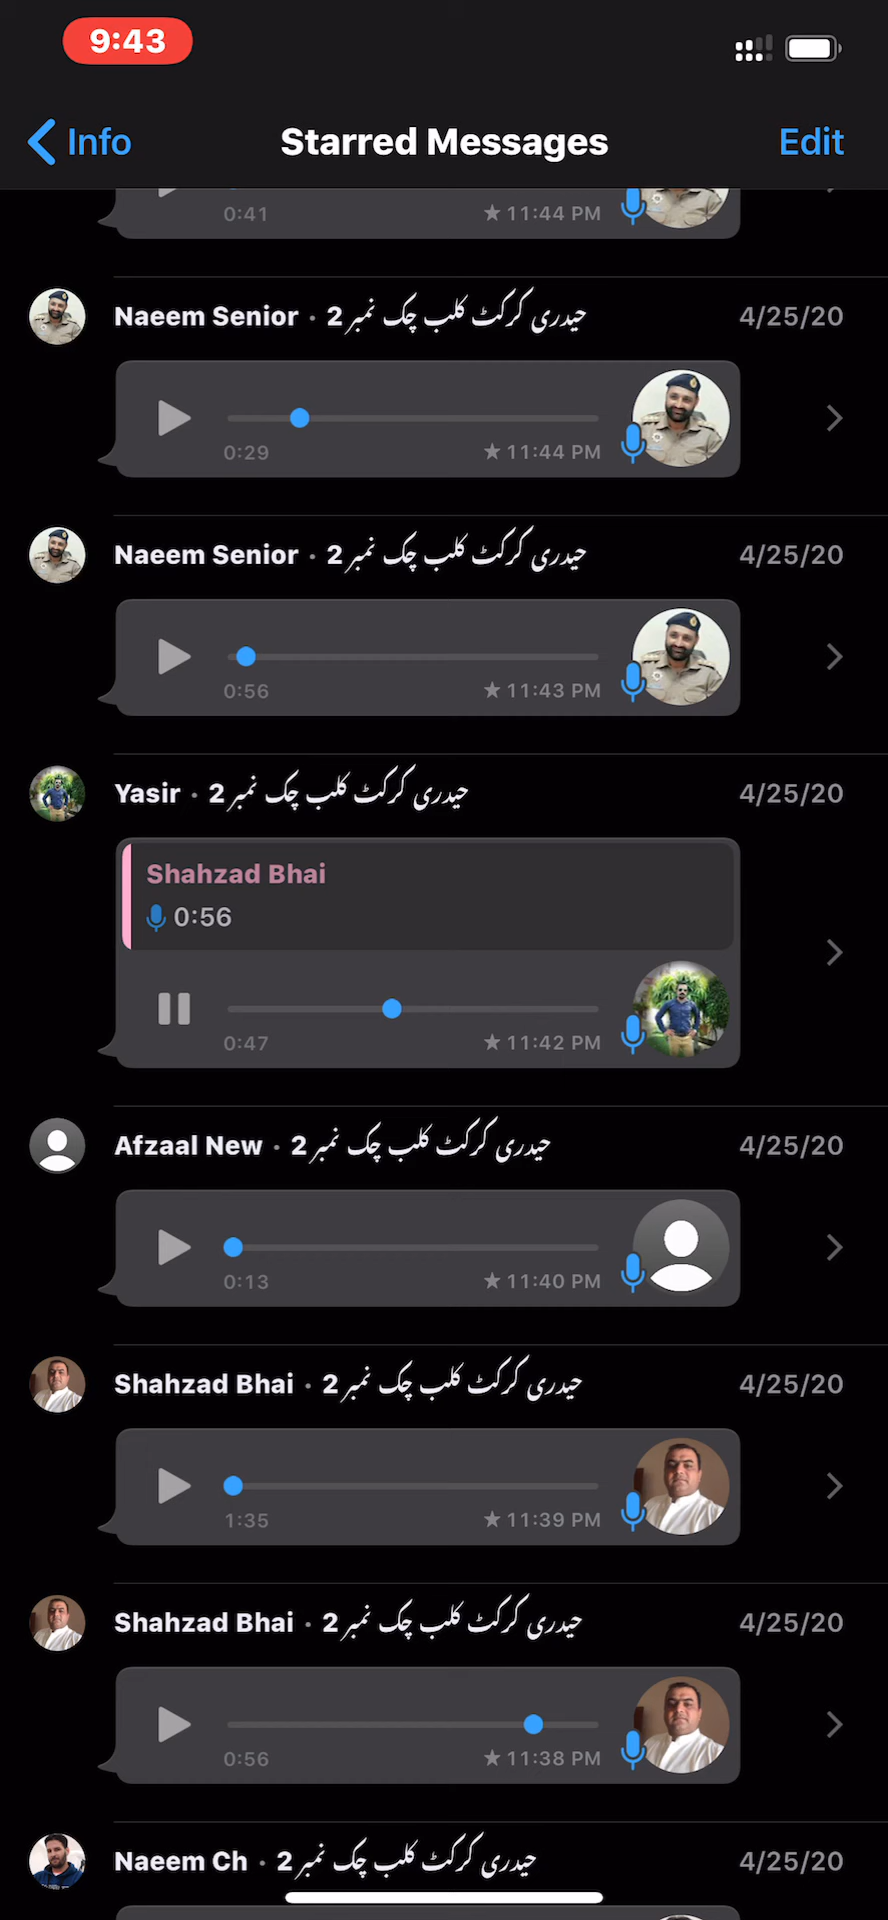 9:43
Info
Starred Messages
Edit
0:41
★ 11:44 PM
Naeem Senior · حیدری کرکٹ کلب چک نمبر 2
4/25/20
0:29
★ 11:44 PM
Naeem Senior · حیدری کرکٹ کلب چک نمبر 2
4/25/20
0:56
★ 11:43 PM
Yasir · حیدری کرکٹ کلب چک نمبر 2
4/25/20
Shahzad Bhai
0:56
0:47
★ 11:42 PM
Afzaal New · حیدری کرکٹ کلب چک نمبر 2
4/25/20
0:13
★ 11:40 PM
Shahzad Bhai · حیدری کرکٹ کلب چک نمبر 2
4/25/20
1:35
★ 11:39 PM
Shahzad Bhai · حیدری کرکٹ کلب چک نمبر 2
4/25/20
0:56
★ 11:38 PM
Naeem Ch · حیدری کرکٹ کلب چک نمبر 2
4/25/20